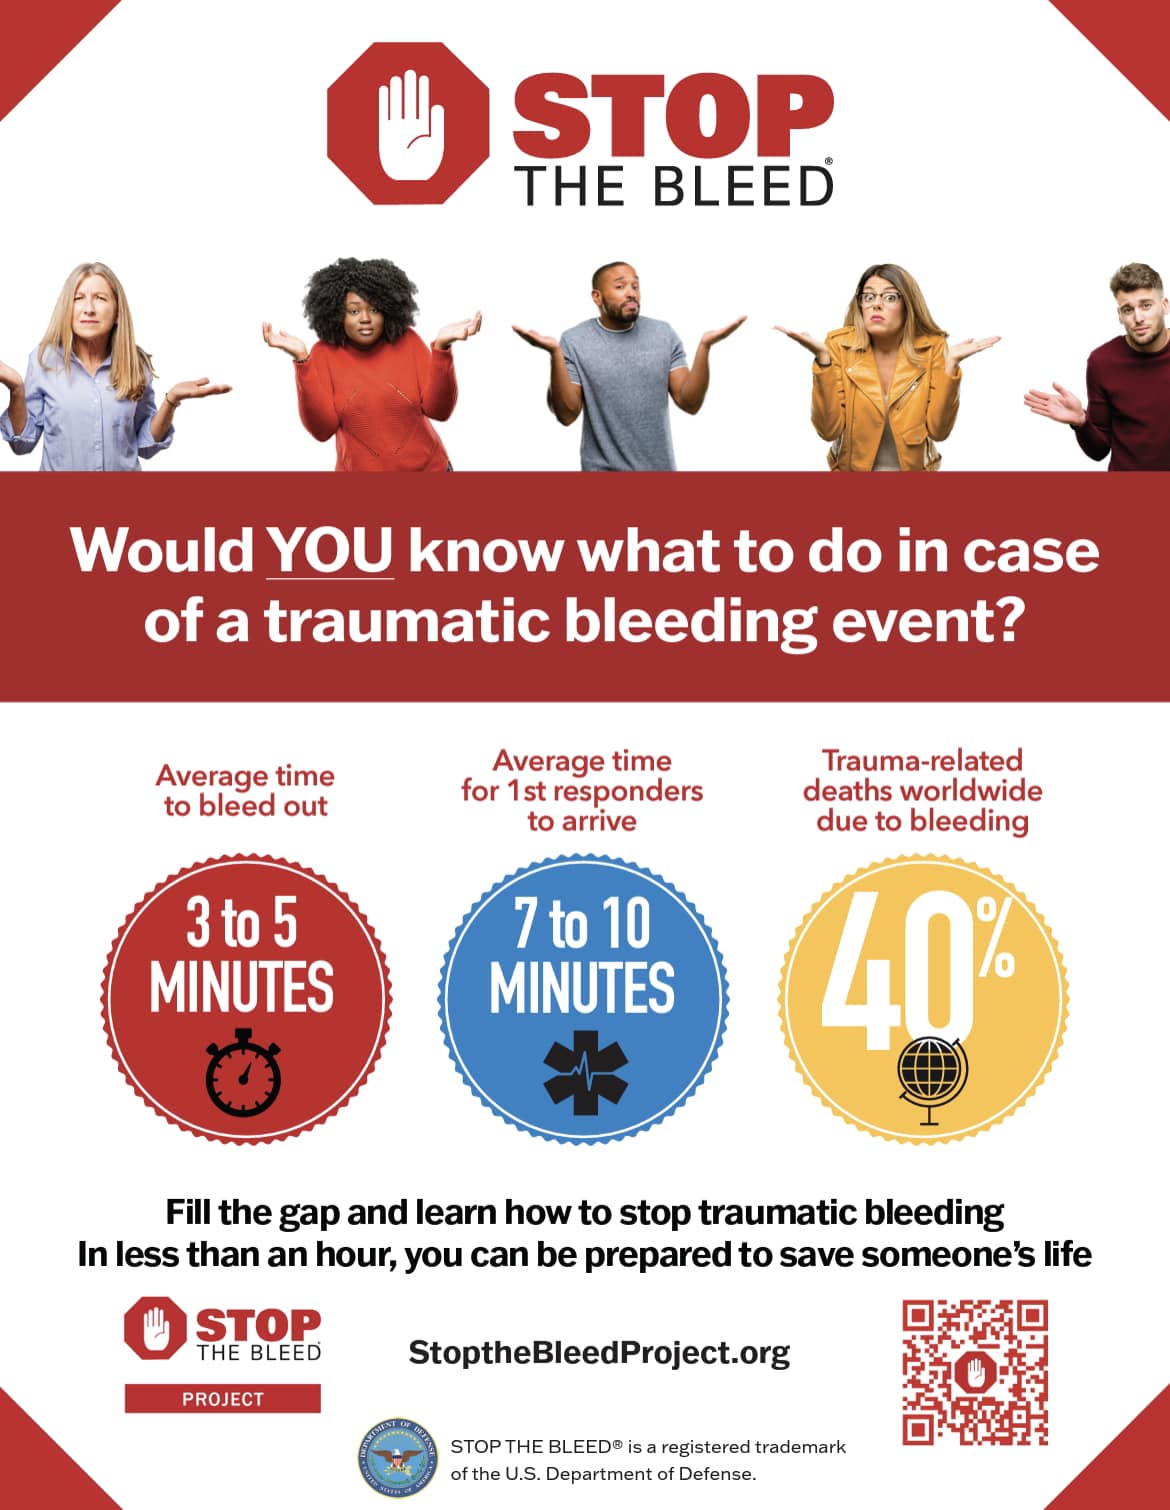 STOP
THE BLEED®
Would YOU know what to do in case
of a traumatic bleeding event?
Average time
to bleed out
3 to 5
MINUTES
Average time
for 1st responders
to arrive
7 to 10
MINUTES
Trauma-related
deaths worldwide
due to bleeding
40%
Fill the gap and learn how to stop traumatic bleeding
In less than an hour, you can be prepared to save someone's life
STOP
THE BLEED
PROJECT
StoptheBleedProject.org
DEPARTMENT OF DEFENSE
UNITED STATES OF AMERICA
STOP THE BLEED® is a registered trademark
of the U.S. Department of Defense.